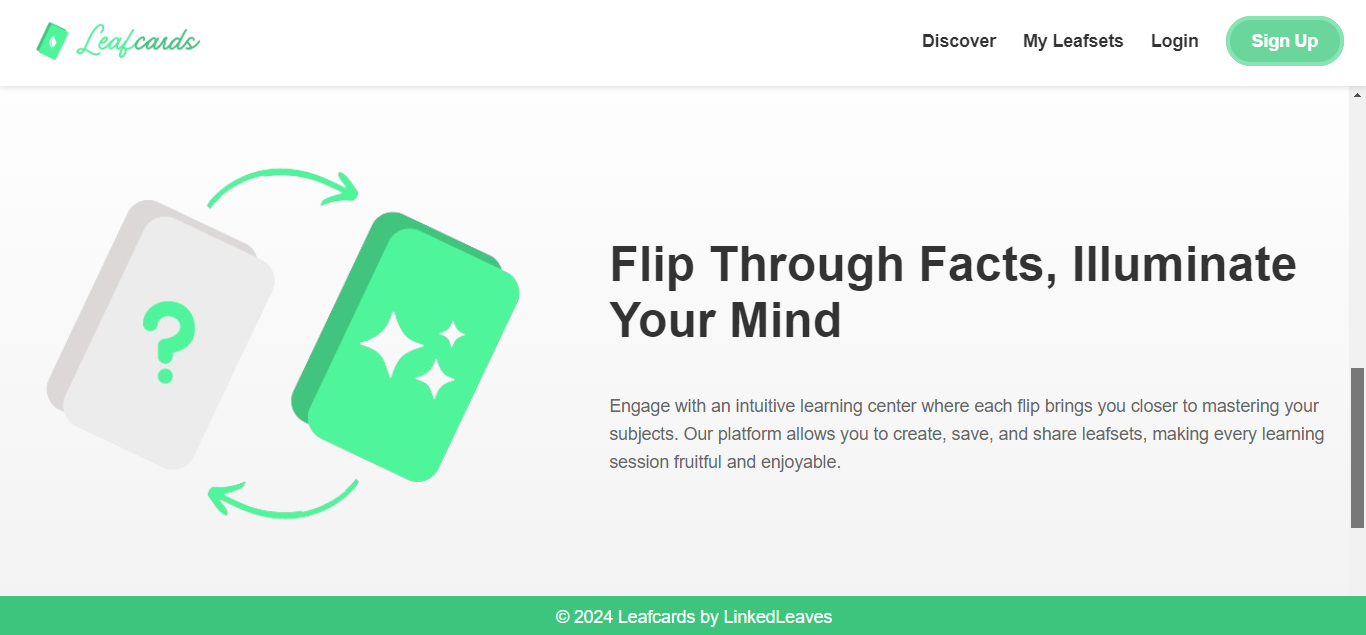 Leafcards
Discover
My Leafsets
Login
Sign Up
?
Flip Through Facts, Illuminate
Your Mind
Engage with an intuitive learning center where each flip brings you closer to mastering your
subjects. Our platform allows you to create, save, and share leafsets, making every learning
session fruitful and enjoyable.
© 2024 Leafcards by LinkedLeaves